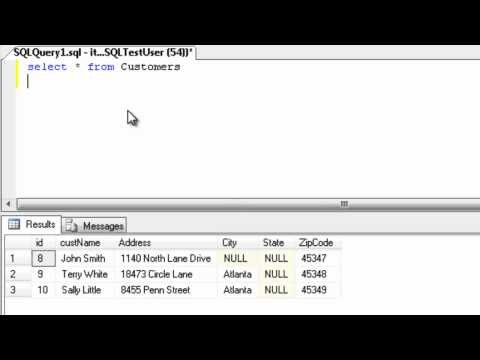 SQLQuery1.sql - it...SQLTestUser (54))*
select * from Customers
Results Messages
id custName Address City State ZipCode
1 8 John Smith 1140 North Lane Drive NULL NULL 45347
2 9 Terry White 18473 Circle Lane Atlanta NULL 45348
3 10 Sally Little 8455 Penn Street Atlanta NULL 45349